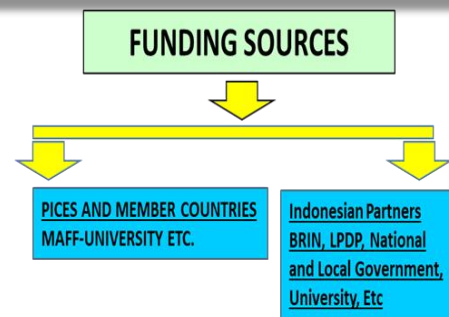 FUNDING SOURCES
PICES AND MEMBER COUNTRIES
MAFF-UNIVERSITY ETC.
Indonesian Partners
BRIN, LPDP, National
and Local Government,
University, Etc